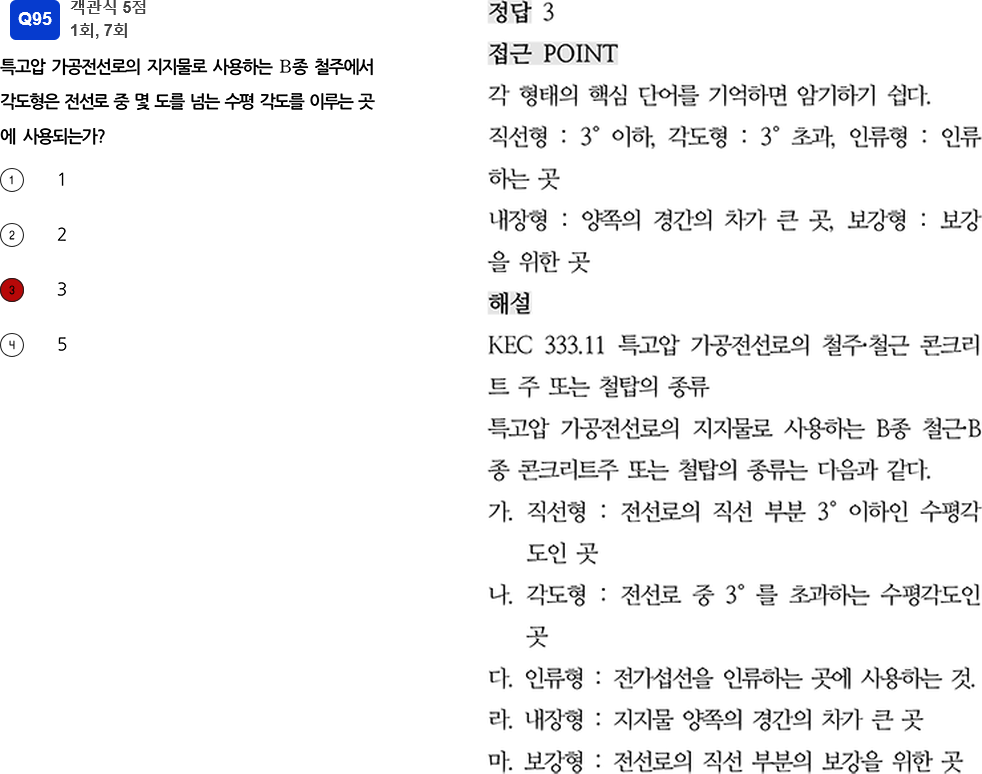 Q95
객관식 5점
1회, 7회
특고압 가공전선로의 지지물로 사용하는 B종 철주에서
각도형은 전선로 중 몇 도를 넘는 수평 각도를 이루는 곳
에 사용되는가?
① 1
② 2
③ 3
④ 5
정답 3
접근 POINT
각 형태의 핵심 단어를 기억하면 암기하기 쉽다.
직선형 : 3° 이하, 각도형 : 3° 초과, 인류형 : 인류
하는 곳
내장형 : 양쪽의 경간의 차가 큰 곳, 보강형 : 보강
을 위한 곳
해설
KEC 333.11 특고압 가공전선로의 철주·철근 콘크리
트 주 또는 철탑의 종류
특고압 가공전선로의 지지물로 사용하는 B종 철근·B
종 콘크리트주 또는 철탑의 종류는 다음과 같다.
가. 직선형 : 전선로의 직선 부분 3° 이하인 수평각
도인 곳
나. 각도형 : 전선로 중 3° 를 초과하는 수평각도인
곳
다. 인류형 : 전가섭선을 인류하는 곳에 사용하는 것.
라. 내장형 : 지지물 양쪽의 경간의 차가 큰 곳
마. 보강형 : 전선로의 직선 부분의 보강을 위한 곳